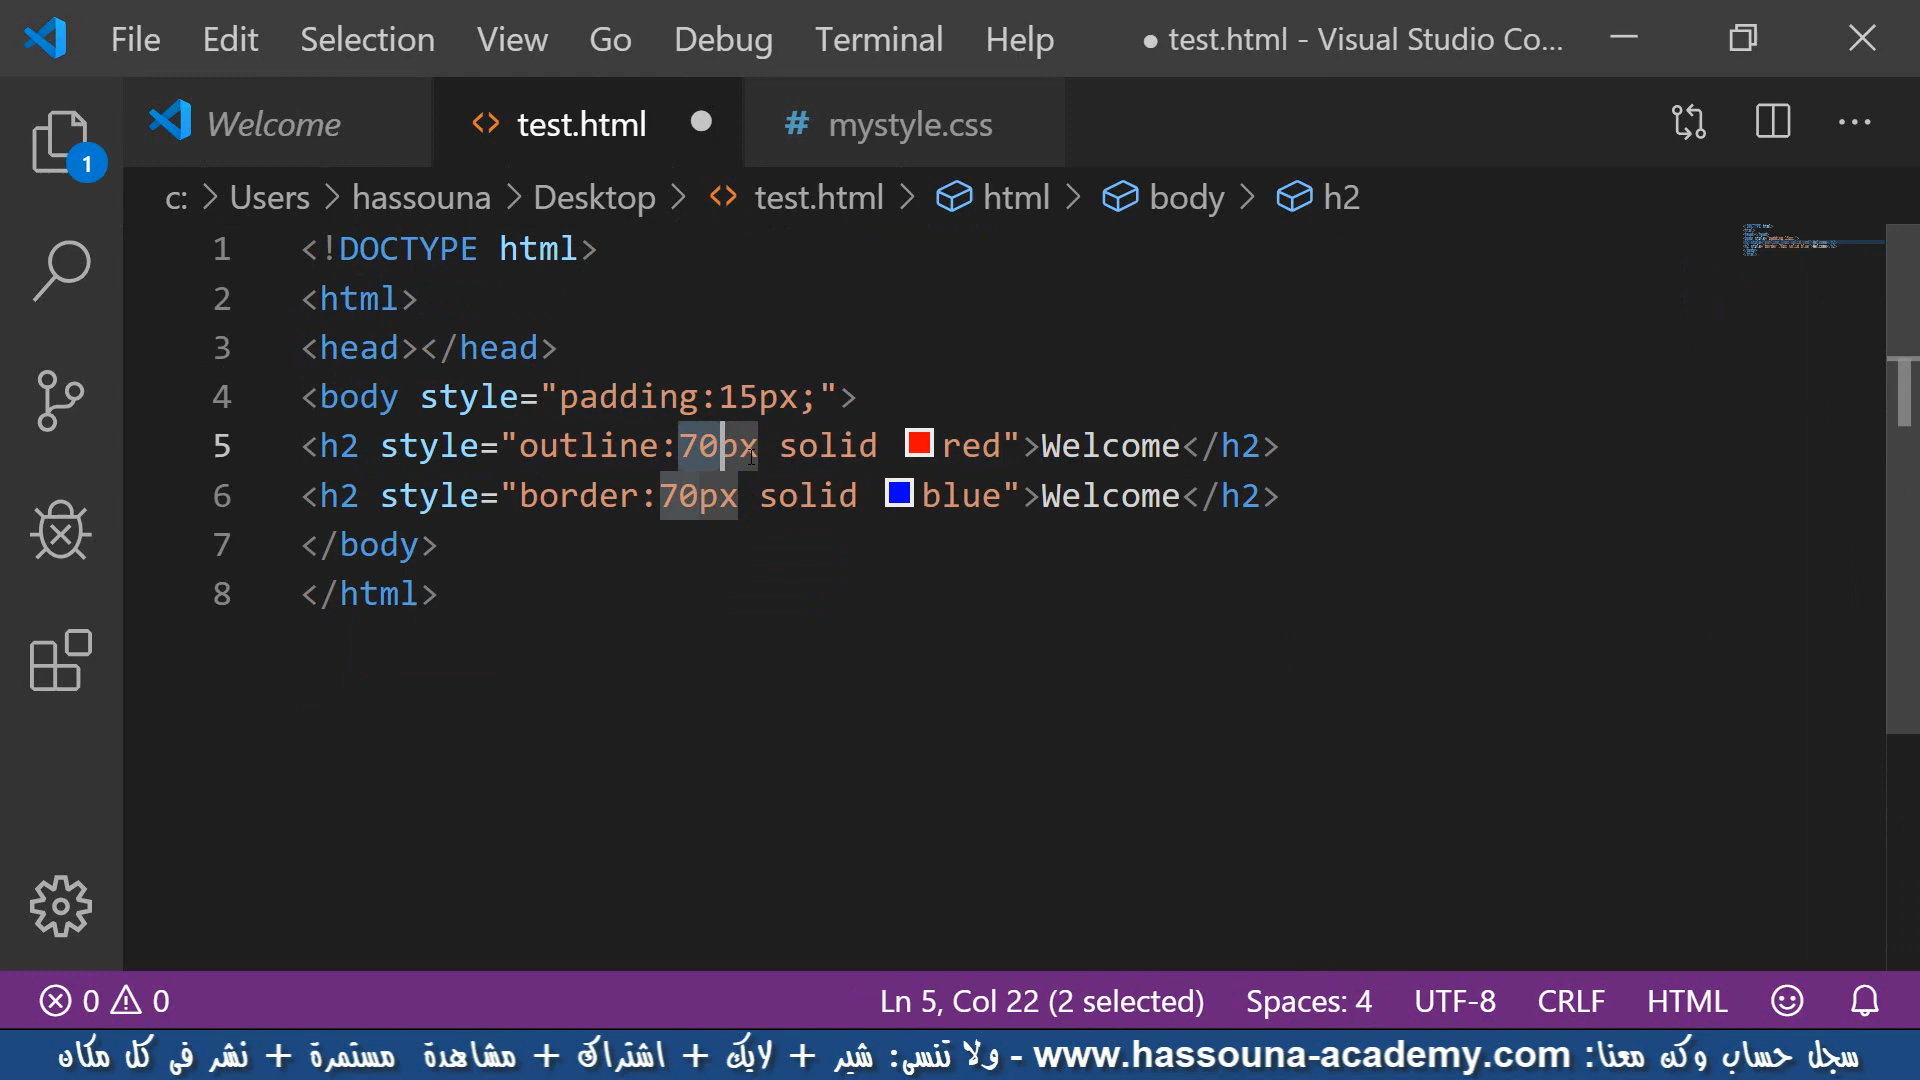 File Edit Selection View Go Debug Terminal Help ● test.html - Visual Studio Co...
Welcome test.html mystyle.css
1
c: > Users > hassouna > Desktop > test.html > html > body > h2
1 <!DOCTYPE html>
2 <html>
3 <head></head>
4 <body style="padding:15px;">
5 <h2 style="outline:70px solid red">Welcome</h2>
6 <h2 style="border:70px solid blue">Welcome</h2>
7 </body>
8 </html>
0 0 Ln 5, Col 22 (2 selected) Spaces: 4 UTF-8 CRLF HTML
سجل حساب وكن معنا: www.hassouna-academy.com - ولا تنسى: شير + لايك + اشتراك + مشاهدة مستمرة + نشر في كل مكان